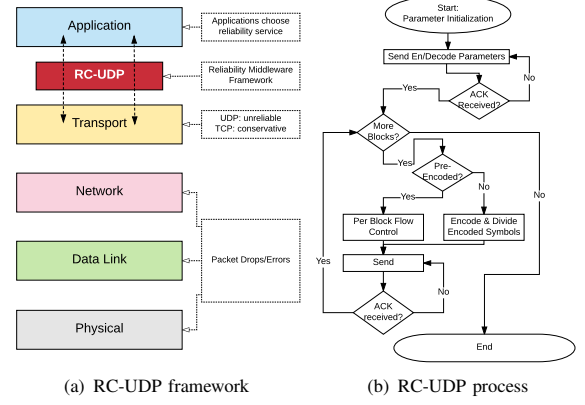 Application
Applications choose
reliability service
RC-UDP
Reliability Middleware
Framework
Transport
UDP: unreliable
TCP: conservative
Network
Data Link
Packet Drops/Errors
Physical
(a) RC-UDP framework
Start:
Parameter Initialization
Send En/Decode Parameters
No
Yes
ACK
Received?
More
Blocks?
Yes
Pre-
Encoded?
No
Yes
No
Per Block Flow
Control
Encode & Divide
Encoded Symbols
Yes
Send
No
ACK
received?
End
(b) RC-UDP process